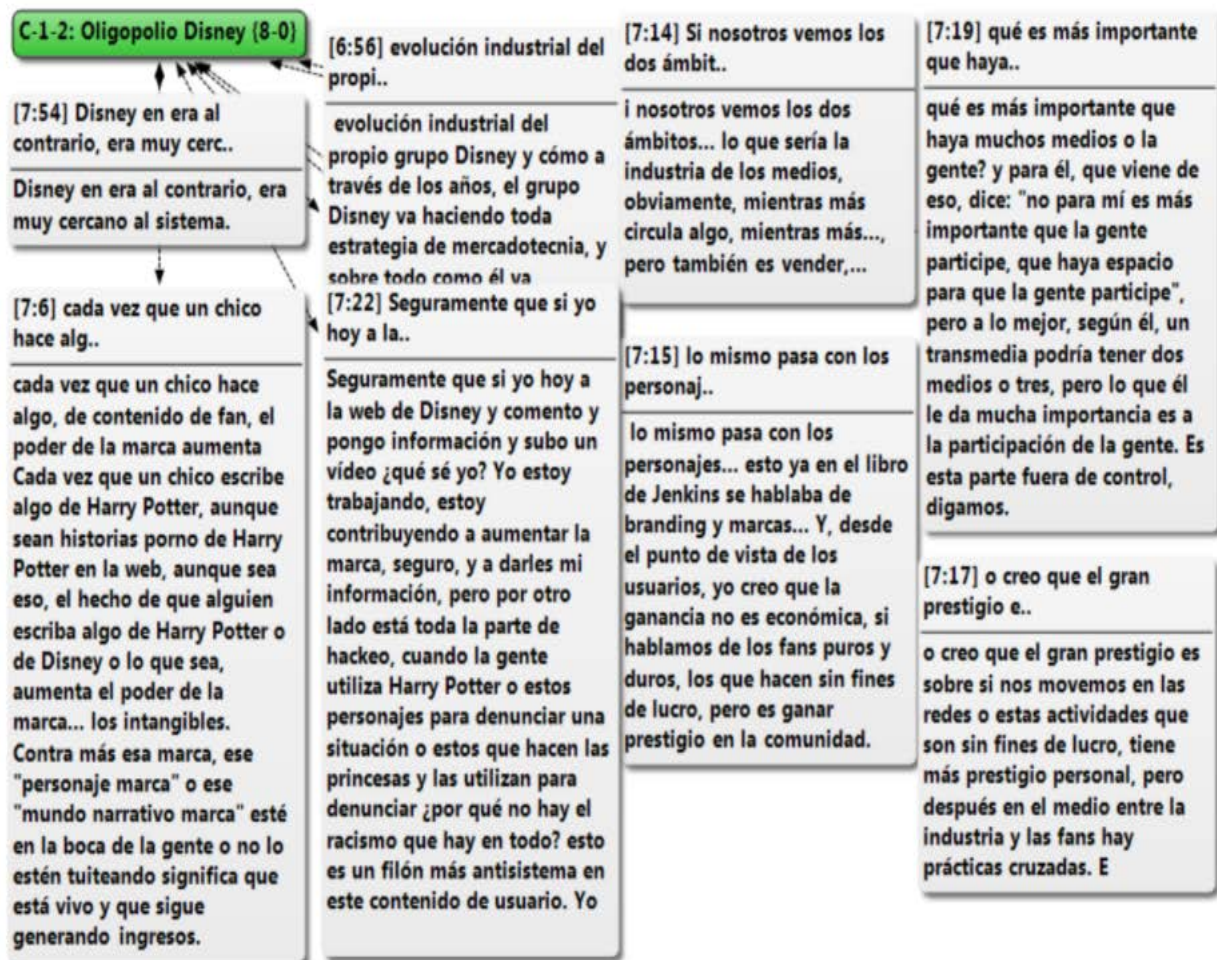 C-1-2: Oligopolio Disney {8-0}
[7:54] Disney en era al
contrario, era muy cerc..
Disney en era al contrario, era
muy cercano al sistema.
[7:6] cada vez que un chico
hace alg..
cada vez que un chico hace
algo, de contenido de fan, el
poder de la marca aumenta
Cada vez que un chico escribe
algo de Harry Potter, aunque
sean historias porno de Harry
Potter en la web, aunque sea
eso, el hecho de que alguien
escriba algo de Harry Potter o
de Disney o lo que sea,
aumenta el poder de la
marca... los intangibles.
Contra más esa marca, ese
"personaje marca" o ese
"mundo narrativo marca" esté
en la boca de la gente o no lo
estén tuiteando significa que
está vivo y que sigue
generando ingresos.
[6:56] evolución industrial del
propi..
evolución industrial del
propio grupo Disney y cómo a
través de los años, el grupo
Disney va haciendo toda
estrategia de mercadotecnia, y
sobre todo como él va
[7:22] Seguramente que si yo
hoy a la..
Seguramente que si yo hoy a
la web de Disney y comento y
pongo información y subo un
vídeo ¿qué sé yo? Yo estoy
trabajando, estoy
contribuyendo a aumentar la
marca, seguro, y a darles mi
información, pero por otro
lado está toda la parte de
hackeo, cuando la gente
utiliza Harry Potter o estos
personajes para denunciar una
situación o estos que hacen las
princesas y las utilizan para
denunciar ¿por qué no hay el
racismo que hay en todo? esto
es un filón más antisistema en
este contenido de usuario. Yo
[7:14] Si nosotros vemos los
dos ámbit..
i nosotros vemos los dos
ámbitos... lo que sería la
industria de los medios,
obviamente, mientras más
circula algo, mientras más...,
pero también es vender,...
[7:15] lo mismo pasa con los
personaj..
lo mismo pasa con los
personajes... esto ya en el libro
de Jenkins se hablaba de
branding y marcas... Y, desde
el punto de vista de los
usuarios, yo creo que la
ganancia no es económica, si
hablamos de los fans puros y
duros, los que hacen sin fines
de lucro, pero es ganar
prestigio en la comunidad.
[7:19] qué es más importante
que haya..
qué es más importante que
haya muchos medios o la
gente? y para él, que viene de
eso, dice: "no para mí es más
importante que la gente
participe, que haya espacio
para que la gente participe",
pero a lo mejor, según él, un
transmedia podría tener dos
medios o tres, pero lo que él
le da mucha importancia es a
la participación de la gente. Es
esta parte fuera de control,
digamos.
[7:17] o creo que el gran
prestigio e..
o creo que el gran prestigio es
sobre si nos movemos en las
redes o estas actividades que
son sin fines de lucro, tiene
más prestigio personal, pero
después en el medio entre la
industria y las fans hay
prácticas cruzadas. E